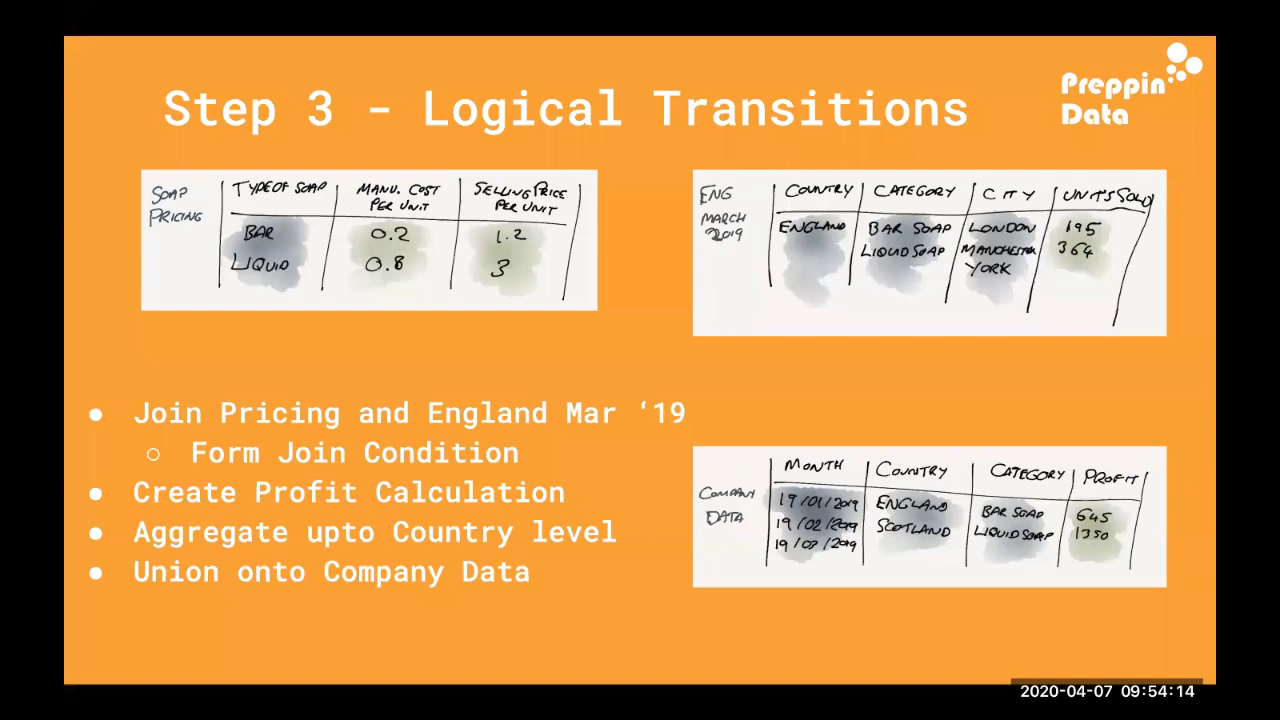 Preppin'
Data
Step 3 - Logical Transitions
SOAP
PRICING
TYPE OF SOAP
MANU. COST
PER UNIT
SELLING PRICE
PER UNIT
BAR 0.2 1.2
LIQUID 0.8 3
ENG
MARCH
2019
COUNTRY CATEGORY CITY UNITS SOLD
ENGLAND BAR SOAP LONDON 195
LIQUID SOAP MANCHESTER 364
YORK
● Join Pricing and England Mar ‘19
○ Form Join Condition
● Create Profit Calculation
● Aggregate upto Country level
● Union onto Company Data
COMPANY
DATA
MONTH COUNTRY CATEGORY PROFIT
19/01/2019 ENGLAND BAR SOAP 645
19/02/2019 SCOTLAND LIQUID SOAP 1350
2020-04-07 09:54:14